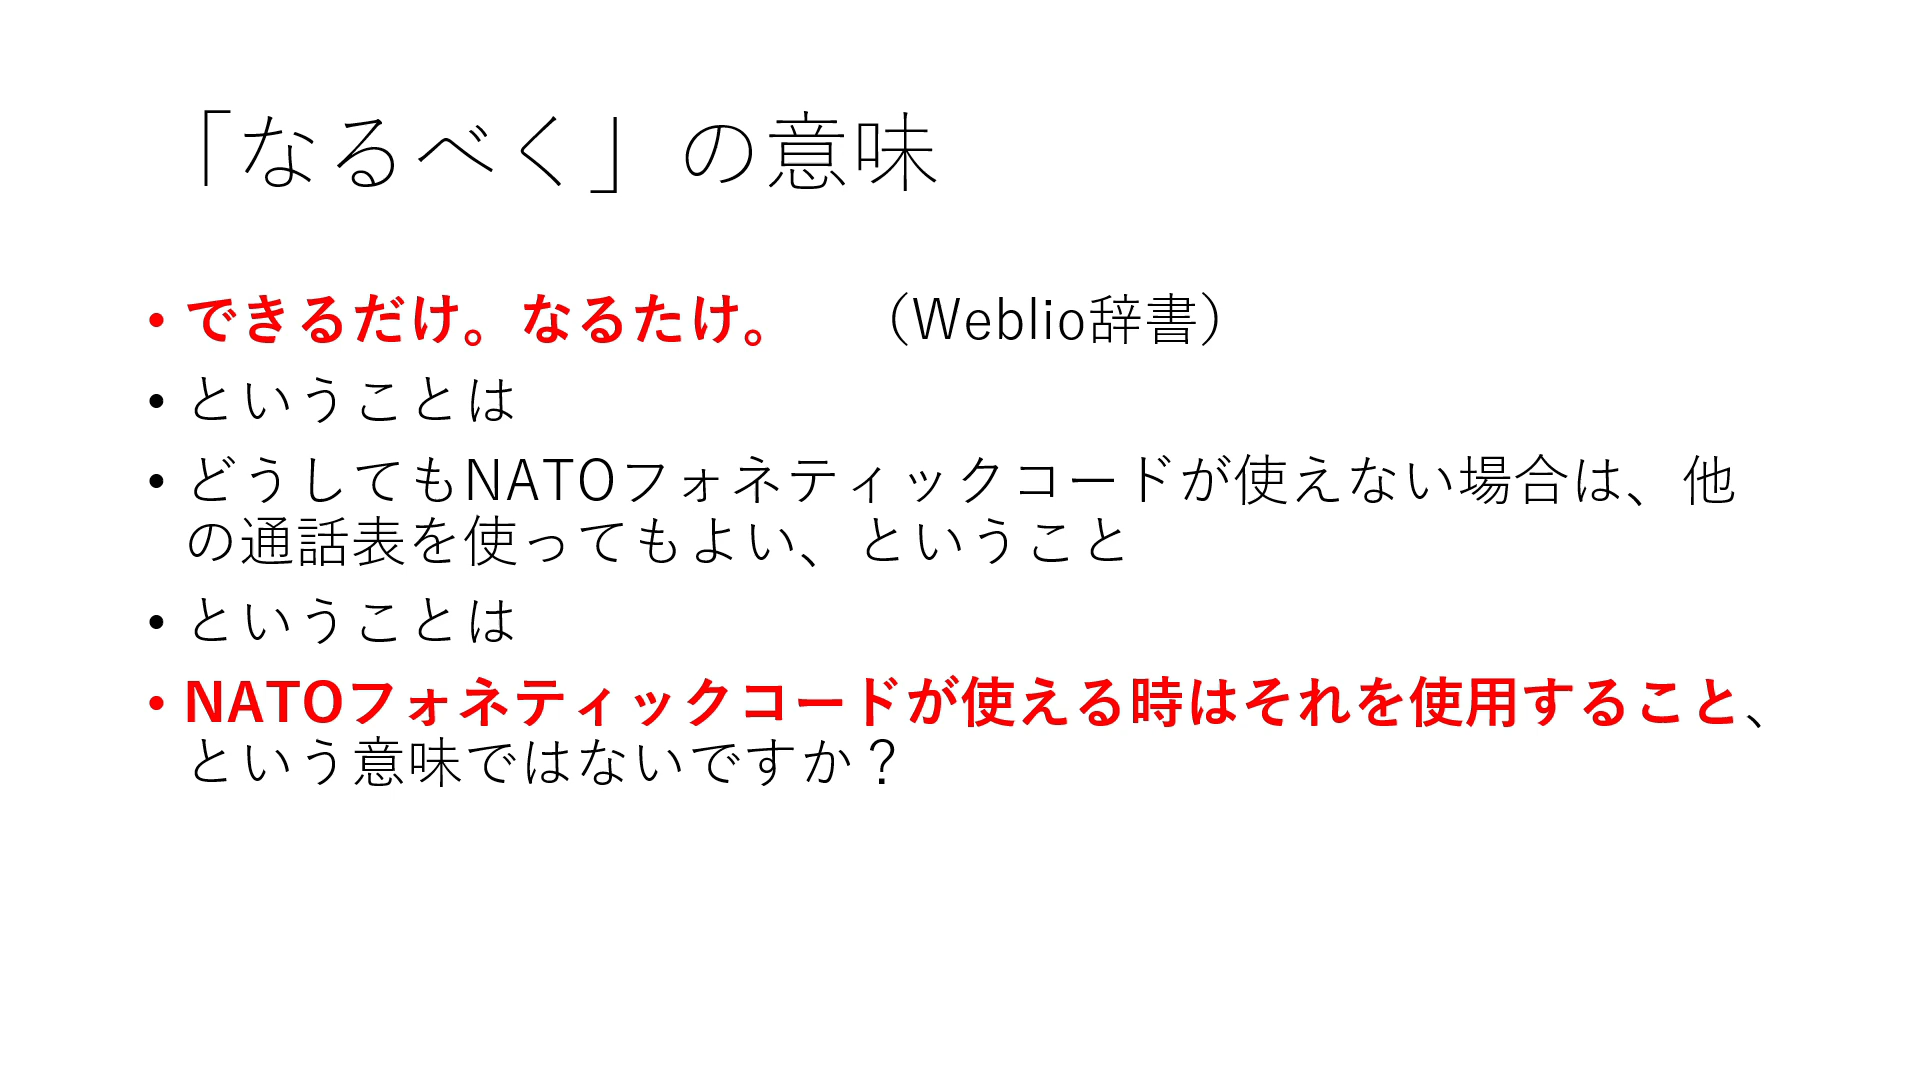 「なるべく」の意味
• できるだけ。なるたけ。　（Weblio辞書）
• ということは
• どうしてもNATOフォネティックコードが使えない場合は、他
の通話表を使ってもよい、ということ
• ということは
• NATOフォネティックコードが使える時はそれを使用すること、
という意味ではないですか？